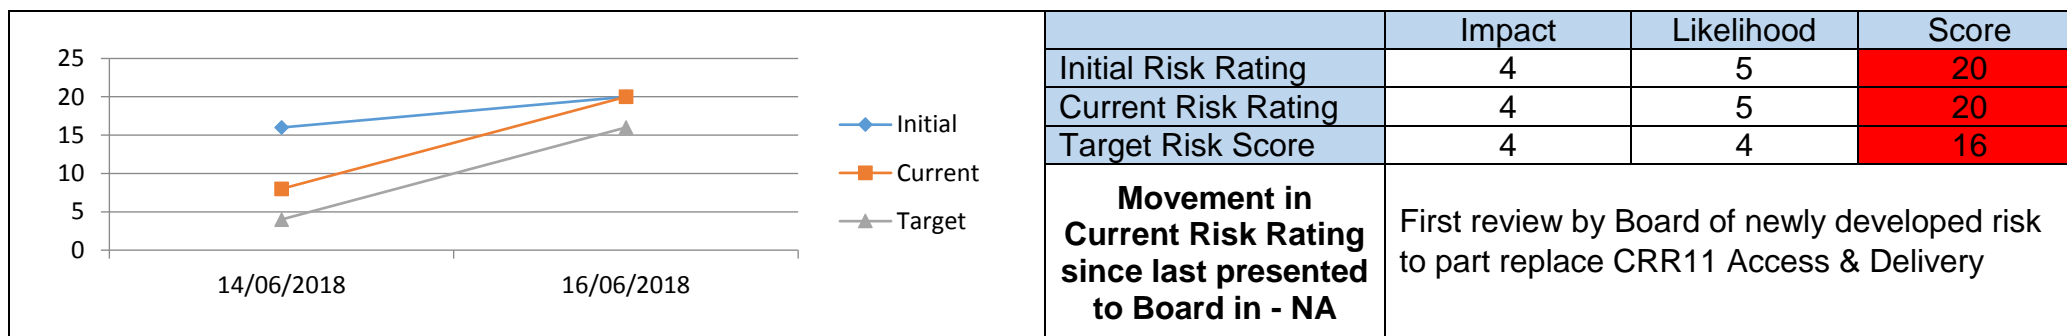 25
20
15
10
5
0
14/06/2018
16/06/2018
Initial
Current
Target
Impact Likelihood Score
Initial Risk Rating 4 5 20
Current Risk Rating 4 5 20
Target Risk Score 4 4 16
Movement in
Current Risk Rating
since last presented
to Board in - NA
First review by Board of newly developed risk
to part replace CRR11 Access & Delivery